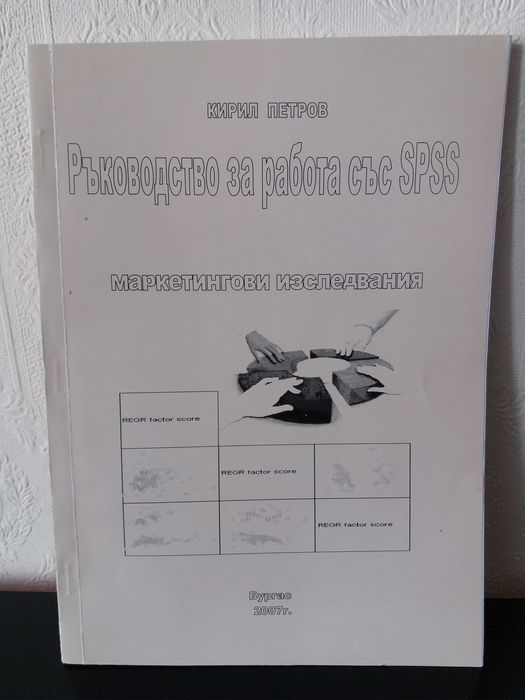 КИРИЛ ПЕТРОВ
Ръководство за работа със SPSS
маркетингови изследвания
REGR factor score
REGR factor score
REGR factor score
Бургас
2007г.